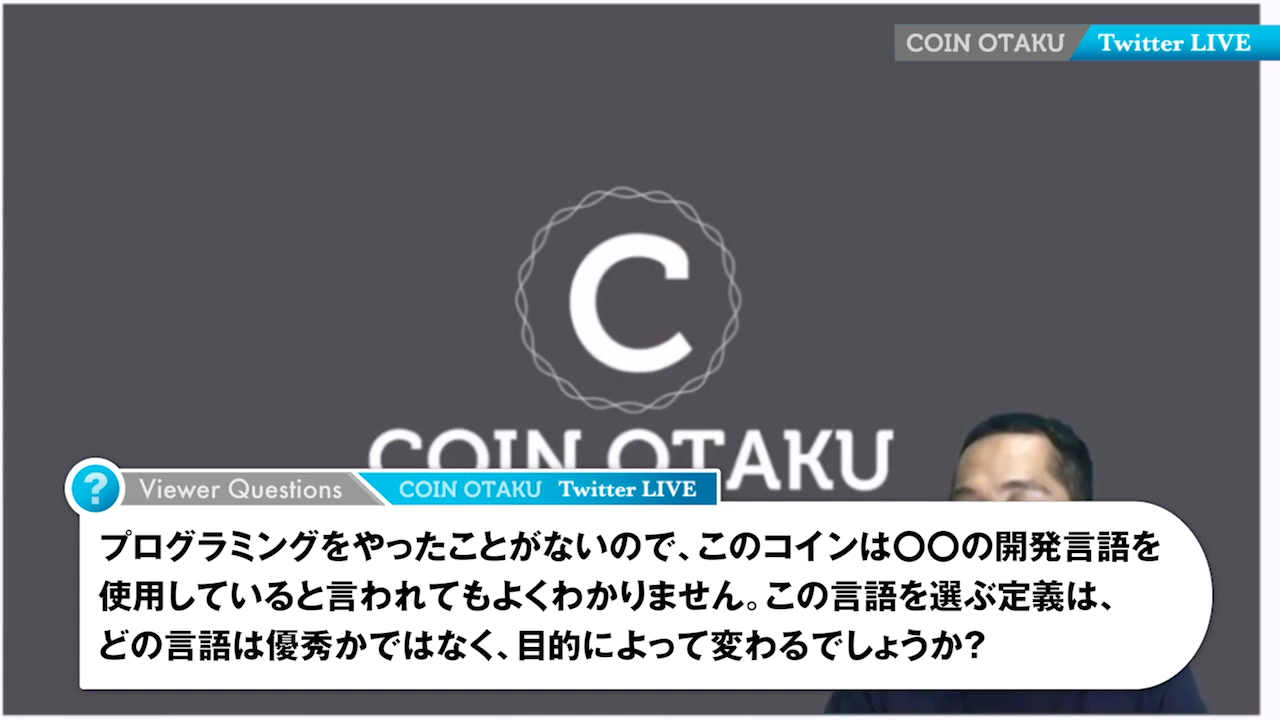 COIN OTAKU Twitter LIVE
C
COIN OTAKU
? Viewer Questions COIN OTAKU Twitter LIVE
プログラミングをやったことがないので、このコインは〇〇の開発言語を
使用していると言われてもよくわかりません。この言語を選ぶ定義は、
どの言語は優秀かではなく、目的によって変わるでしょうか？